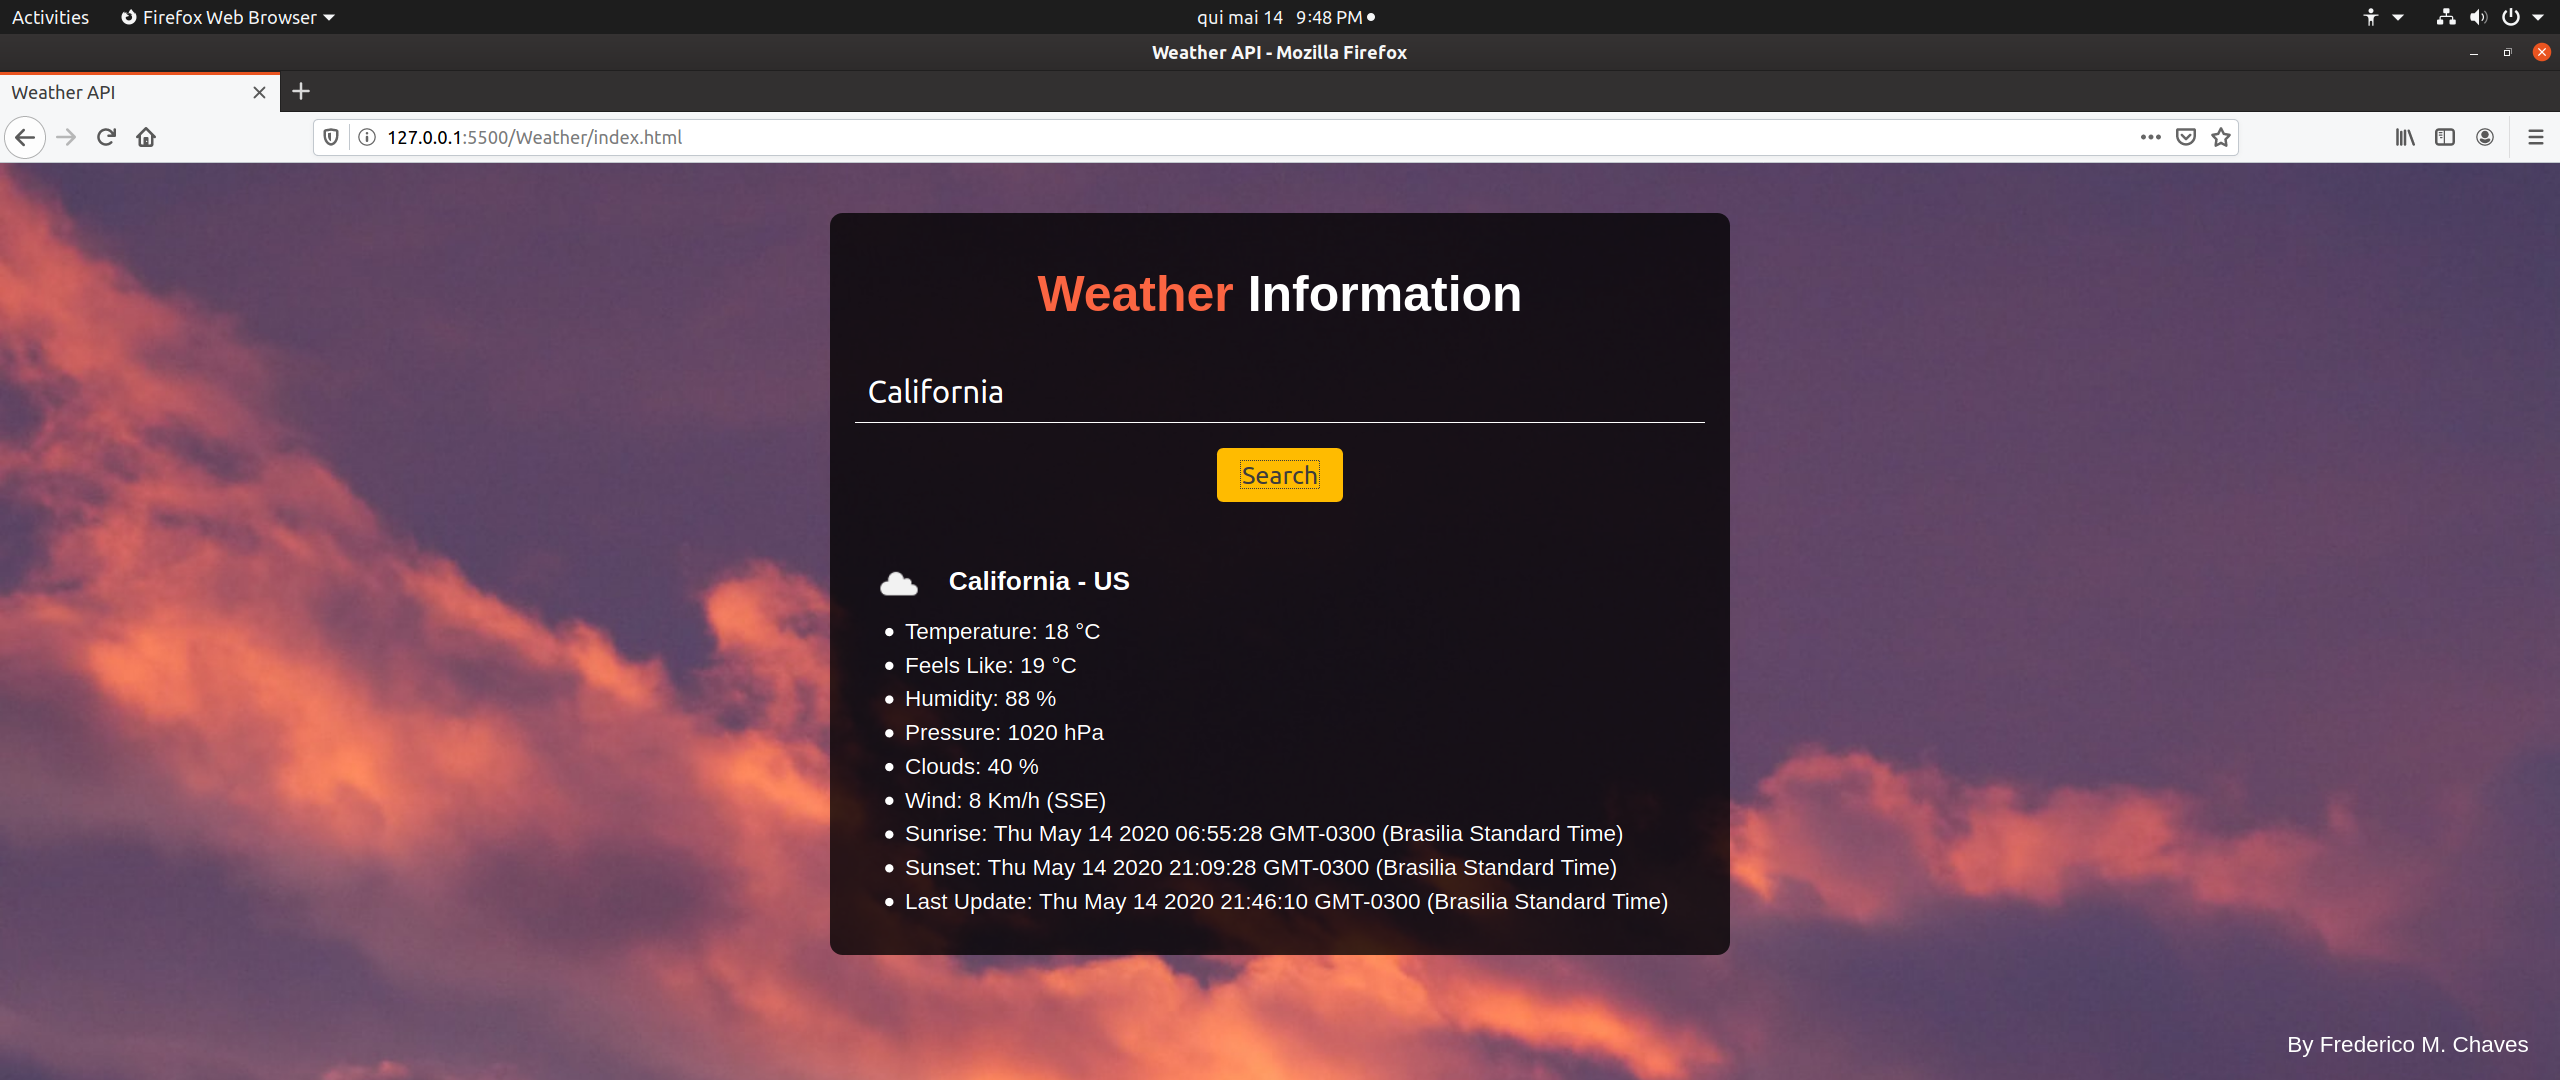 Activities Firefox Web Browser qui mai 14 9:48 PM
Weather API - Mozilla Firefox
Weather API
127.0.0.1:5500/Weather/index.html
Weather Information
California
Search
California - US
Temperature: 18 °C
Feels Like: 19 °C
Humidity: 88 %
Pressure: 1020 hPa
Clouds: 40 %
Wind: 8 Km/h (SSE)
Sunrise: Thu May 14 2020 06:55:28 GMT-0300 (Brasilia Standard Time)
Sunset: Thu May 14 2020 21:09:28 GMT-0300 (Brasilia Standard Time)
Last Update: Thu May 14 2020 21:46:10 GMT-0300 (Brasilia Standard Time)
By Frederico M. Chaves